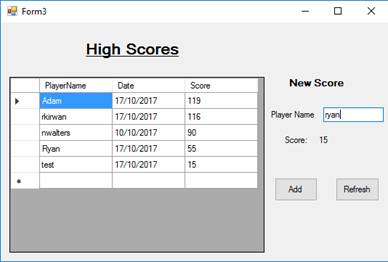 Form3
High Scores
PlayerName Date Score
Adam 17/10/2017 119
rkirwan 17/10/2017 116
nwalters 10/10/2017 90
Ryan 17/10/2017 55
test 17/10/2017 15
New Score
Player Name ryan
Score: 15
Add Refresh